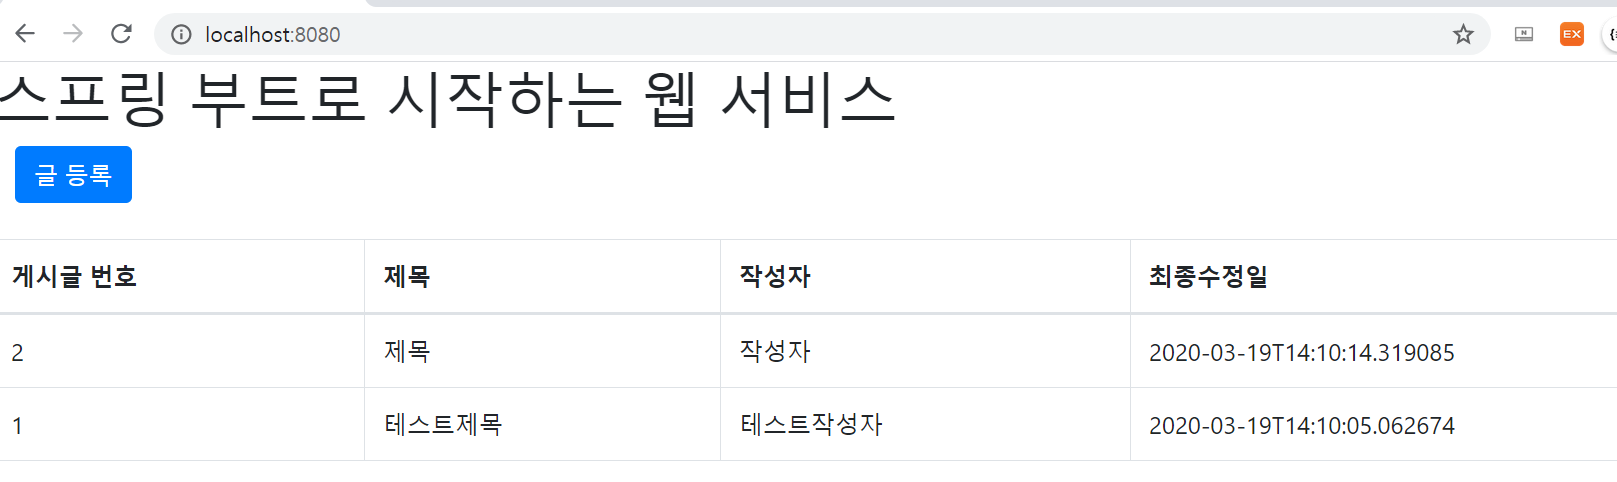 localhost:8080
EX
스프링 부트로 시작하는 웹 서비스
글 등록
게시글 번호 제목 작성자 최종수정일
2 제목 작성자 2020-03-19T14:10:14.319085
1 테스트제목 테스트작성자 2020-03-19T14:10:05.062674